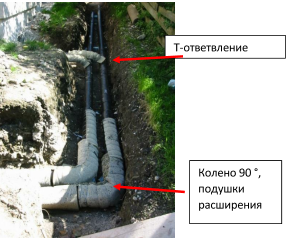 Т-ответвление
Колено 90 °,
подушки
расширения